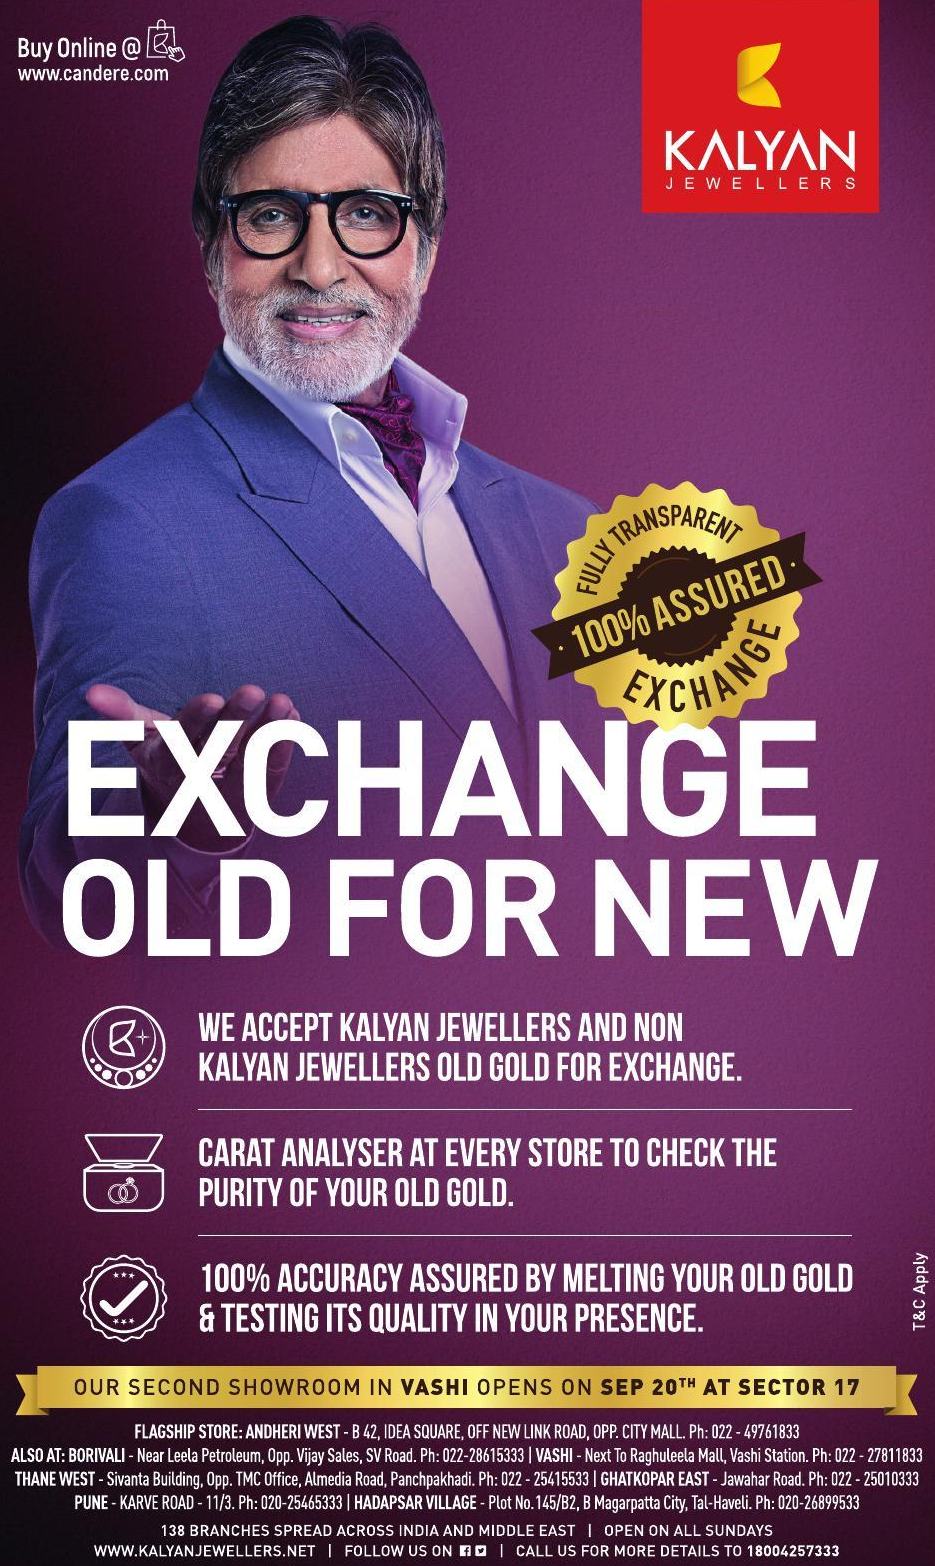 Buy Online @
www.candere.com
KALYAN
JEWELLERS
FULLY TRANSPARENT
100% ASSURED
EXCHANGE
EXCHANGE
OLD FOR NEW
WE ACCEPT KALYAN JEWELLERS AND NON
KALYAN JEWELLERS OLD GOLD FOR EXCHANGE.
CARAT ANALYSER AT EVERY STORE TO CHECK THE
PURITY OF YOUR OLD GOLD.
100% ACCURACY ASSURED BY MELTING YOUR OLD GOLD
& TESTING ITS QUALITY IN YOUR PRESENCE.
T&C Apply
OUR SECOND SHOWROOM IN VASHI OPENS ON SEP 20TH AT SECTOR 17
FLAGSHIP STORE: ANDHERI WEST - B 42, IDEA SQUARE, OFF NEW LINK ROAD, OPP. CITY MALL. Ph: 022 - 49761833
ALSO AT: BORIVALI - Near Leela Petroleum, Opp. Vijay Sales, SV Road. Ph: 022-28615333 | VASHI - Next To Raghuleela Mall, Vashi Station. Ph: 022 - 27811833
THANE WEST - Sivanta Building, Opp. TMC Office, Almedia Road, Panchpakhadi. Ph: 022 - 25415533 | GHATKOPAR EAST - Jawahar Road. Ph: 022 - 25010333
PUNE - KARVE ROAD - 11/3. Ph: 020-25465333 | HADAPSAR VILLAGE - Plot No.145/B2, B Magarpatta City, Tal-Haveli. Ph: 020-26899533
138 BRANCHES SPREAD ACROSS INDIA AND MIDDLE EAST | OPEN ON ALL SUNDAYS
WWW.KALYANJEWELLERS.NET | FOLLOW US ON | CALL US FOR MORE DETAILS TO 18004257333